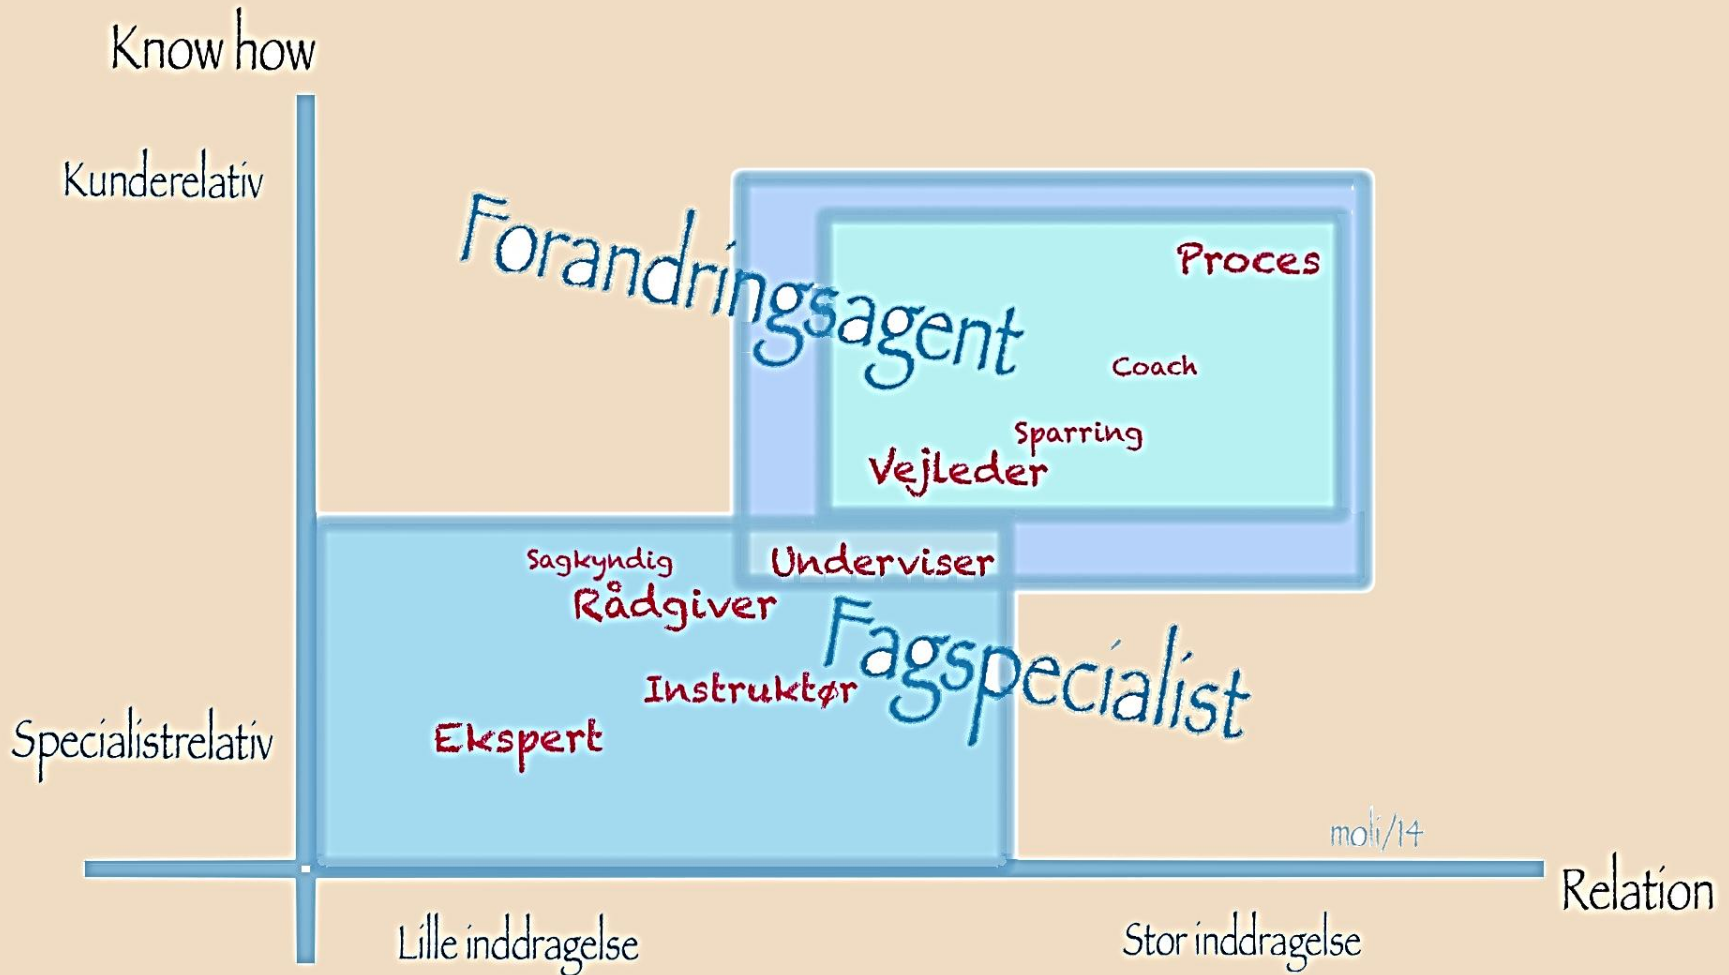 Know how
Kunderelativ
Forandringsagent
Proces
Coach
Sparring
Vejleder
Sagkyndig
Underviser
Rådgiver
Fagspecialist
Instruktør
Ekspert
Specialistrelativ
moli/14
Relation
Lille inddragelse
Stor inddragelse